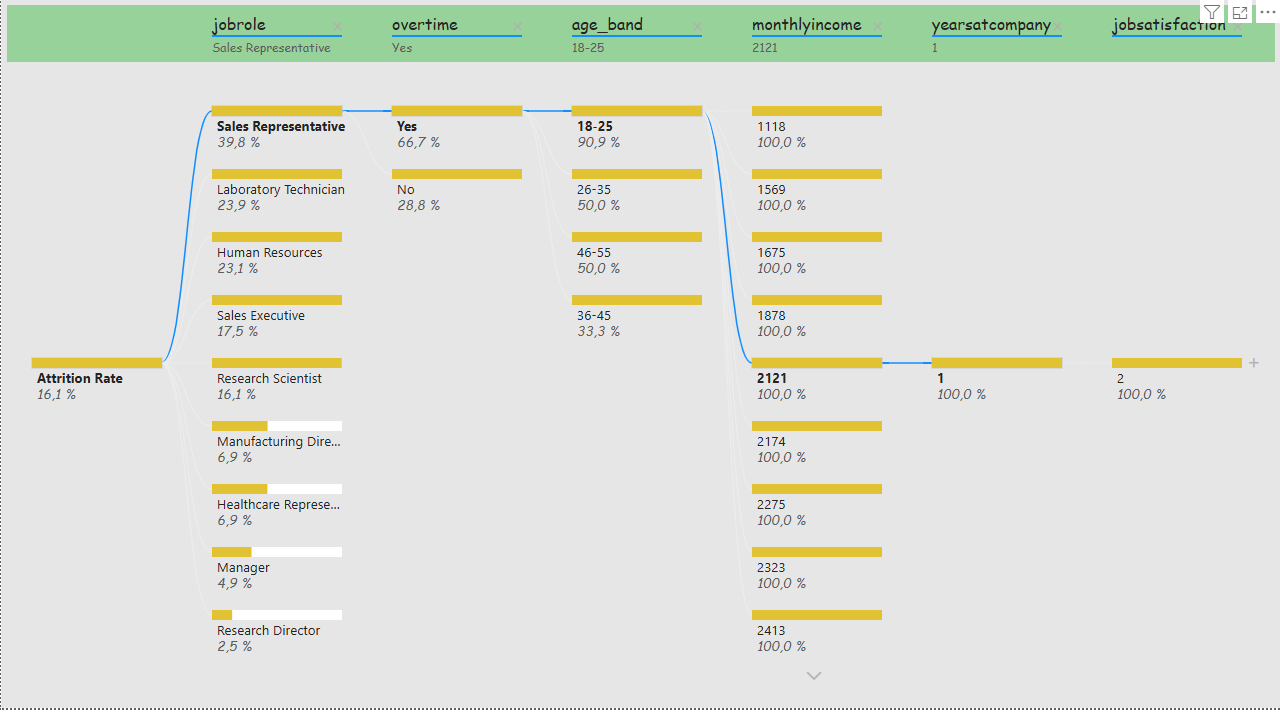 jobrole
Sales Representative
overtime
Yes
age_band
18-25
monthlyincome
2121
yearsatcompany
1
jobsatisfaction
Attrition Rate
16,1 %
Sales Representative
39,8 %
Laboratory Technician
23,9 %
Human Resources
23,1 %
Sales Executive
17,5 %
Research Scientist
16,1 %
Manufacturing Dire...
6,9 %
Healthcare Represe...
6,9 %
Manager
4,9 %
Research Director
2,5 %
Yes
66,7 %
No
28,8 %
18-25
90,9 %
26-35
50,0 %
46-55
50,0 %
36-45
33,3 %
1118
100,0 %
1569
100,0 %
1675
100,0 %
1878
100,0 %
2121
100,0 %
2174
100,0 %
2275
100,0 %
2323
100,0 %
2413
100,0 %
1
100,0 %
2
100,0 %